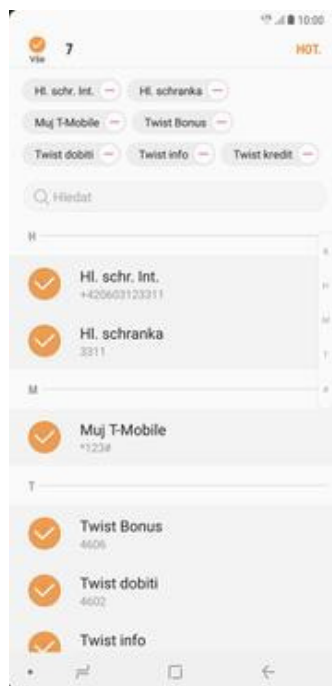 10:00
7
HOT.
Vše
Hl. schr. Int.
Hl. schranka
Muj T-Mobile
Twist Bonus
Twist dobiti
Twist info
Twist kredit
Hledat
H
Hl. schr. Int.
+420603123311
Hl. schranka
3311
M
Muj T-Mobile
*123#
T
Twist Bonus
4606
Twist dobiti
4602
Twist info